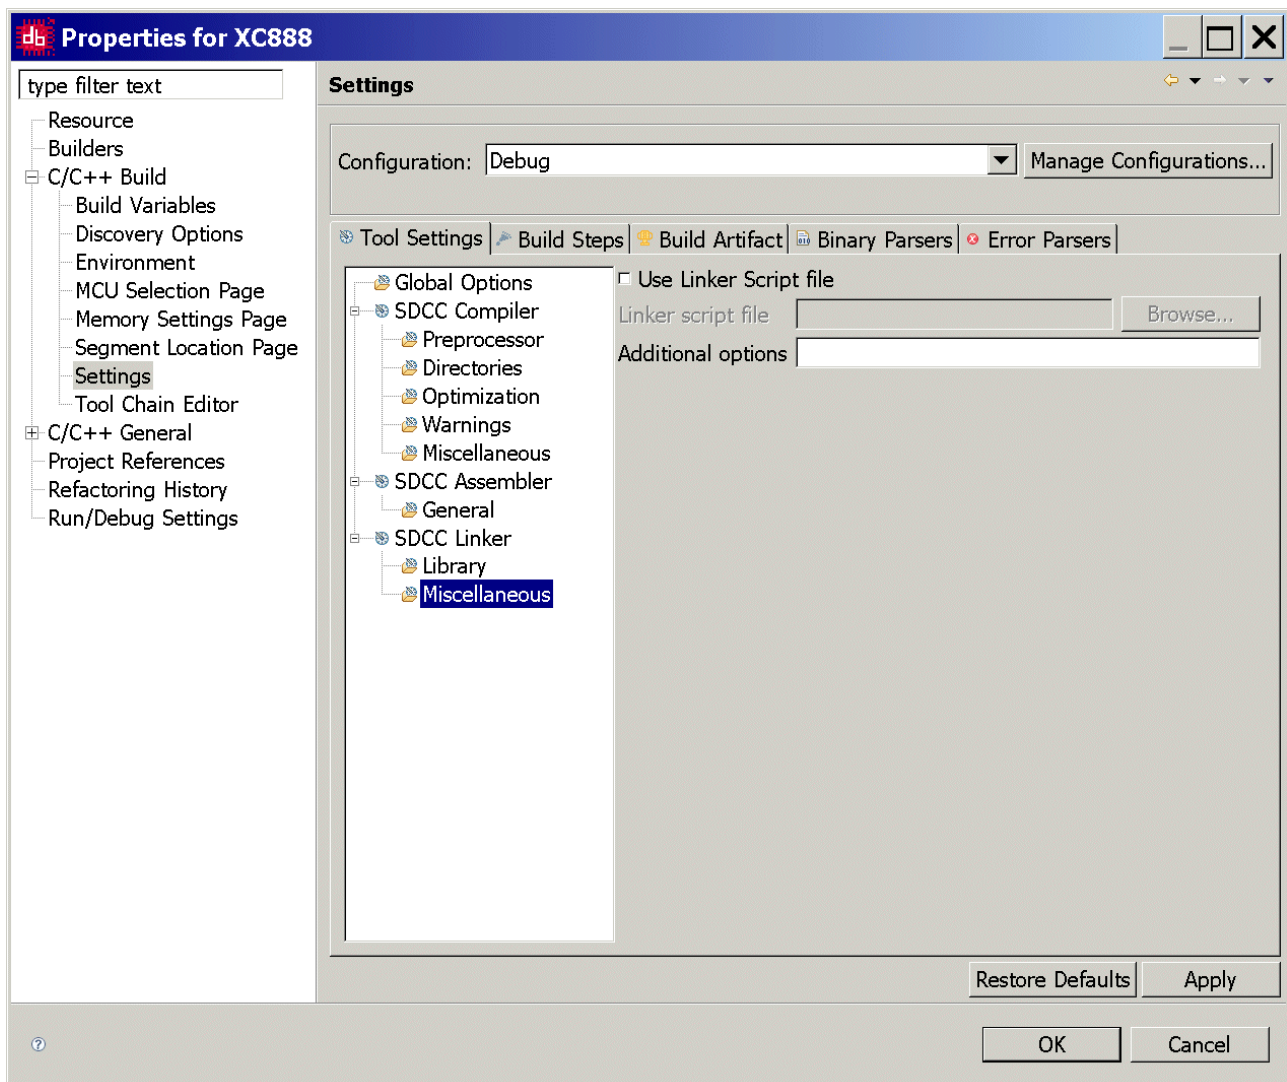 Properties for XC888
type filter text
Resource
Builders
C/C++ Build
Build Variables
Discovery Options
Environment
MCU Selection Page
Memory Settings Page
Segment Location Page
Settings
Tool Chain Editor
C/C++ General
Project References
Refactoring History
Run/Debug Settings
Settings
Configuration: Debug Manage Configurations...
Tool Settings Build Steps Build Artifact Binary Parsers Error Parsers
Global Options
SDCC Compiler
Preprocessor
Directories
Optimization
Warnings
Miscellaneous
SDCC Assembler
General
SDCC Linker
Library
Miscellaneous
Use Linker Script file
Linker script file Browse...
Additional options
Restore Defaults Apply
OK Cancel